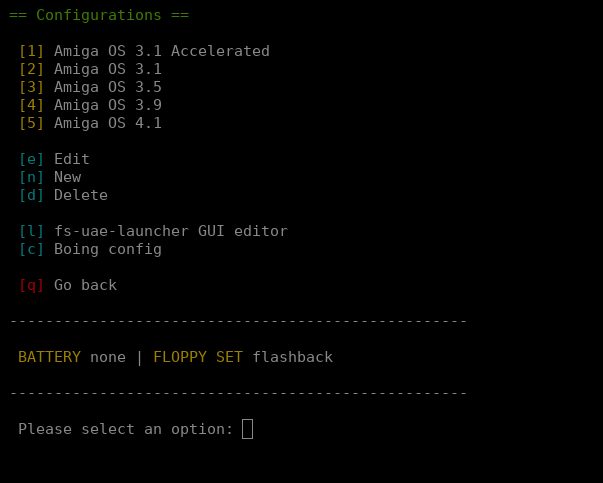 == Configurations ==
[1] Amiga OS 3.1 Accelerated
[2] Amiga OS 3.1
[3] Amiga OS 3.5
[4] Amiga OS 3.9
[5] Amiga OS 4.1
[e] Edit
[n] New
[d] Delete
[l] fs-uae-launcher GUI editor
[c] Boing config
[q] Go back
---------------------------------------------------
BATTERY none | FLOPPY SET flashback
---------------------------------------------------
Please select an option: